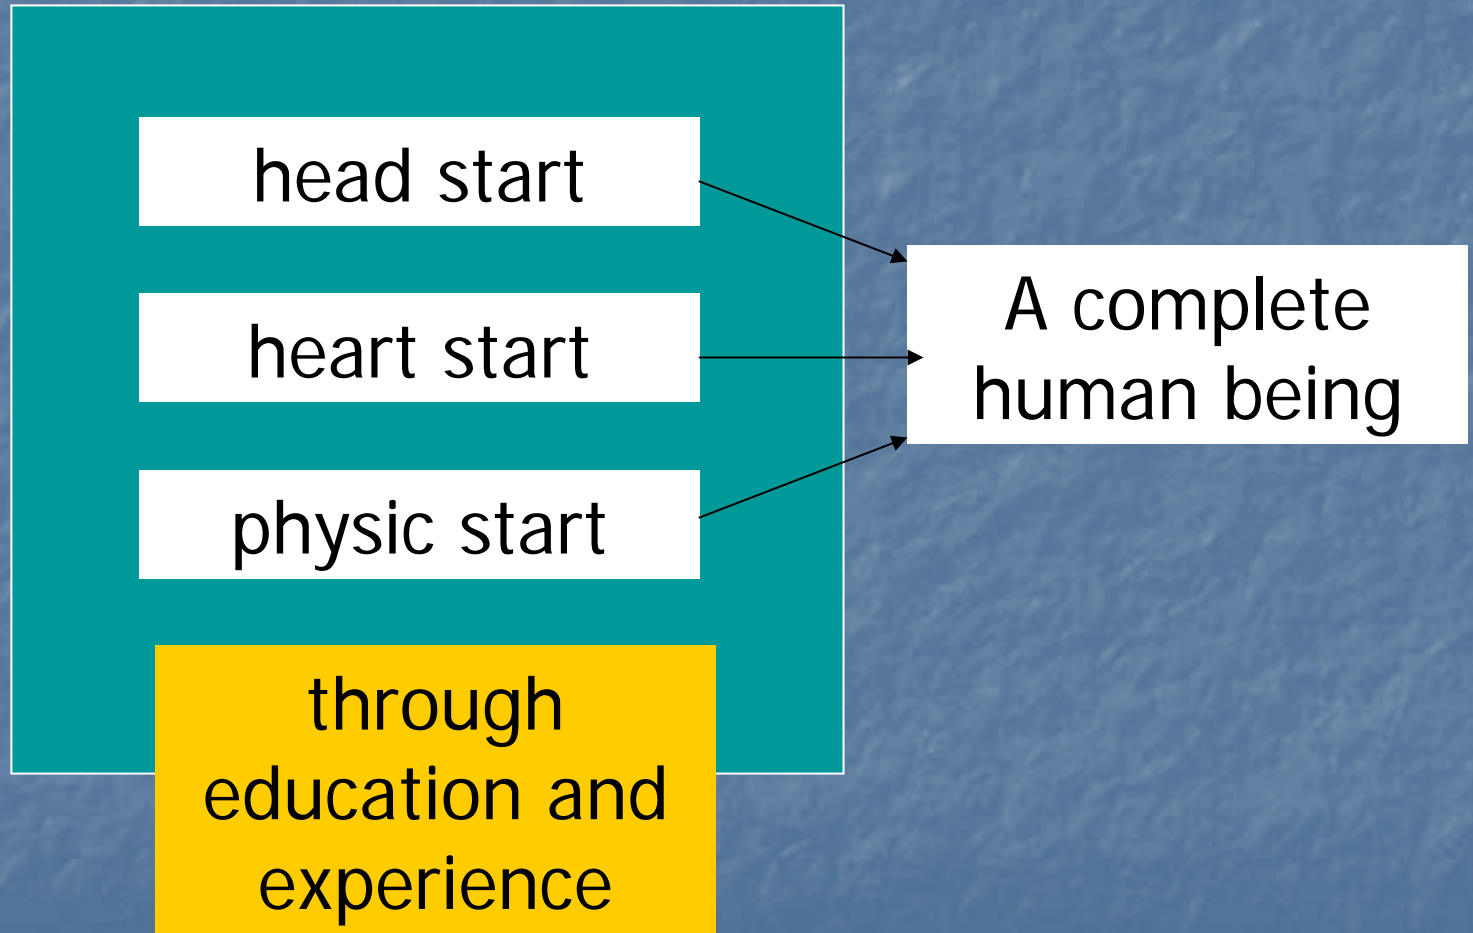 head start
heart start
physic start
through
education and
experience
A complete
human being